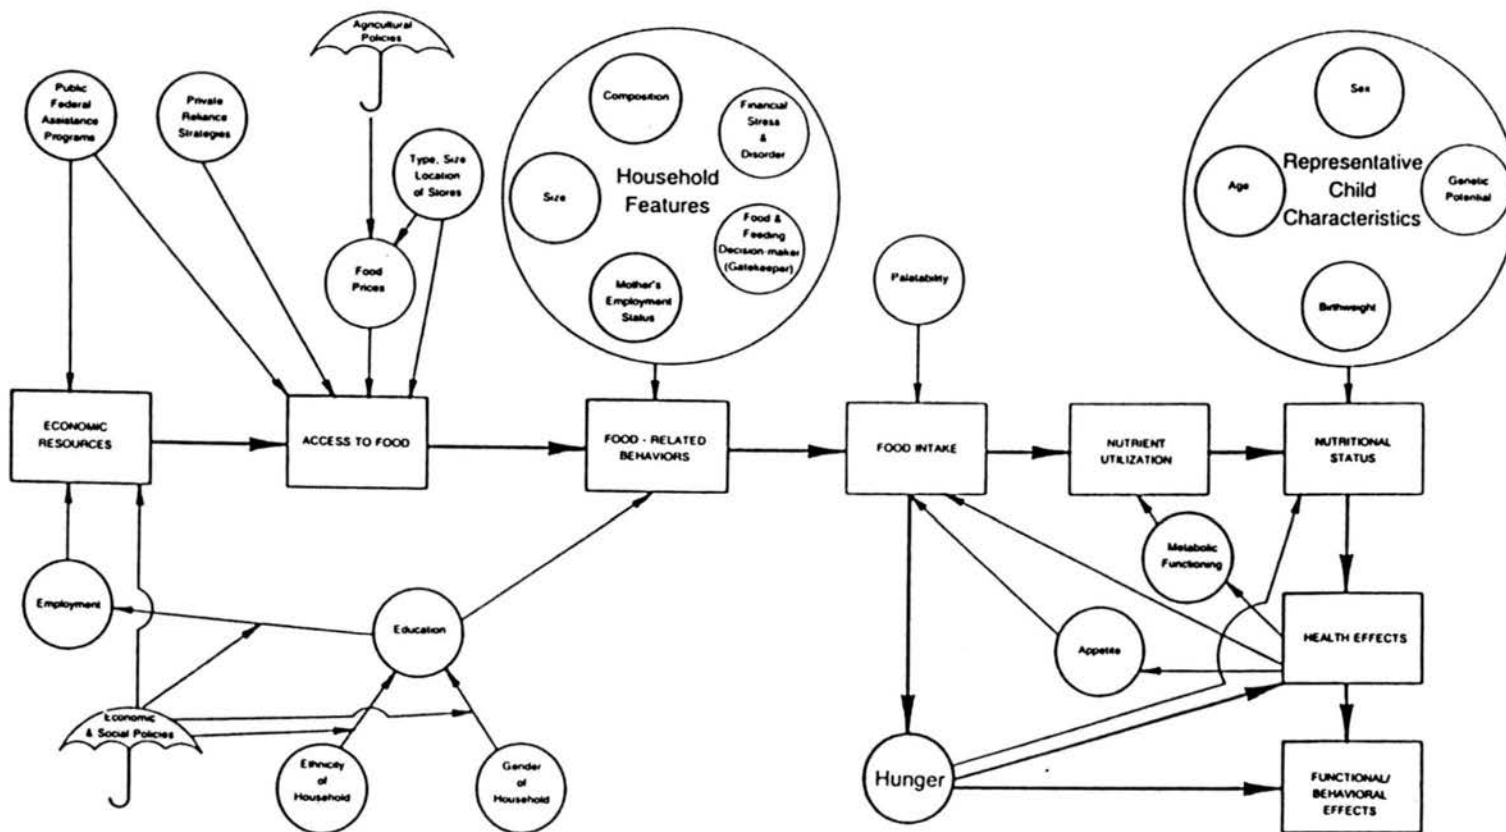 Agricultural
Policies
Public
Federal
Assistance
Programs
Private
Reliance
Strategies
Type, Size
Location
of Stores
Food
Prices
Composition
Financial
Stress
&
Disorder
Size
Household
Features
Food &
Feeding
Decision-maker
(Gatekeeper)
Mother's
Employment
Status
Palatability
Sex
Age
Representative
Child
Characteristics
Genetic
Potential
Birthweight
ECONOMIC
RESOURCES
ACCESS TO FOOD
FOOD - RELATED
BEHAVIORS
FOOD INTAKE
NUTRIENT
UTILIZATION
NUTRITIONAL
STATUS
Metabolic
Functioning
Employment
Education
Appetite
HEALTH EFFECTS
Economic
& Social Policies
Ethnicity
of
Household
Gender
of
Household
Hunger
FUNCTIONAL/
BEHAVIORAL
EFFECTS